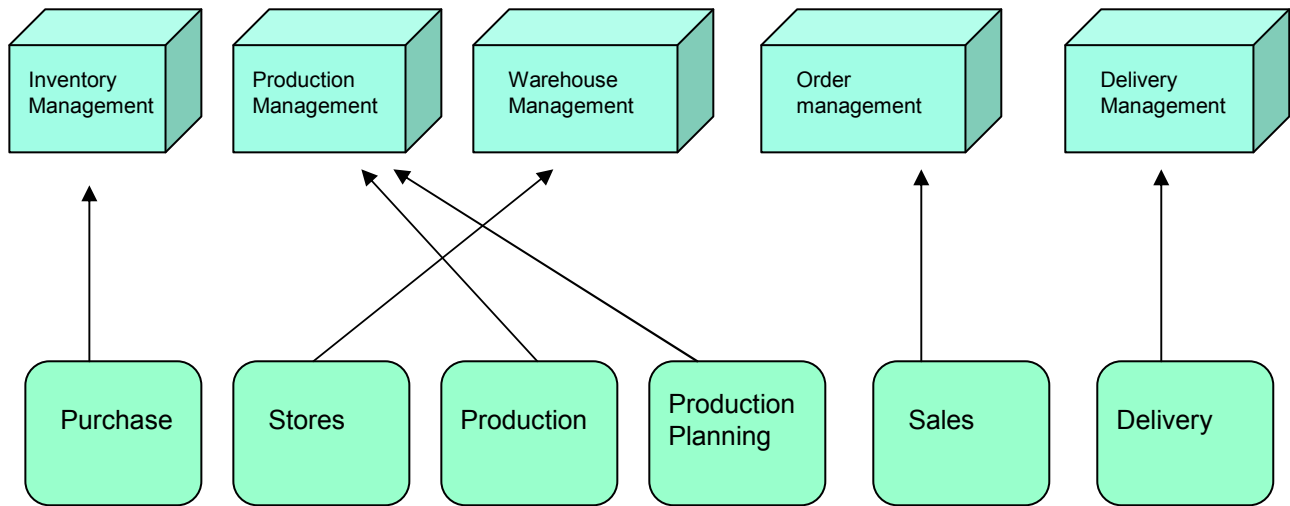 Inventory
Management
Production
Management
Warehouse
Management
Order
management
Delivery
Management
Purchase
Stores
Production
Production
Planning
Sales
Delivery